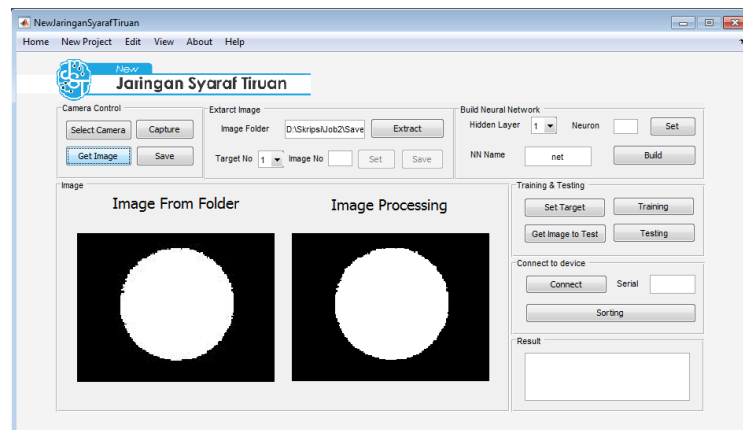 NewJaringanSyarafTiruan
Home New Project Edit View About Help
New
Jaringan Syaraf Tiruan
Camera Control
Select Camera Capture
Get Image Save
Extarct Image
Image Folder D:\Skripsi\Job2\Save Extract
Target No 1 Image No Set Save
Build Neural Network
Hidden Layer 1 Neuron Set
NN Name net Build
Image
Image From Folder Image Processing
Training & Testing
Set Target Training
Get Image to Test Testing
Connect to device
Connect Serial
Sorting
Result